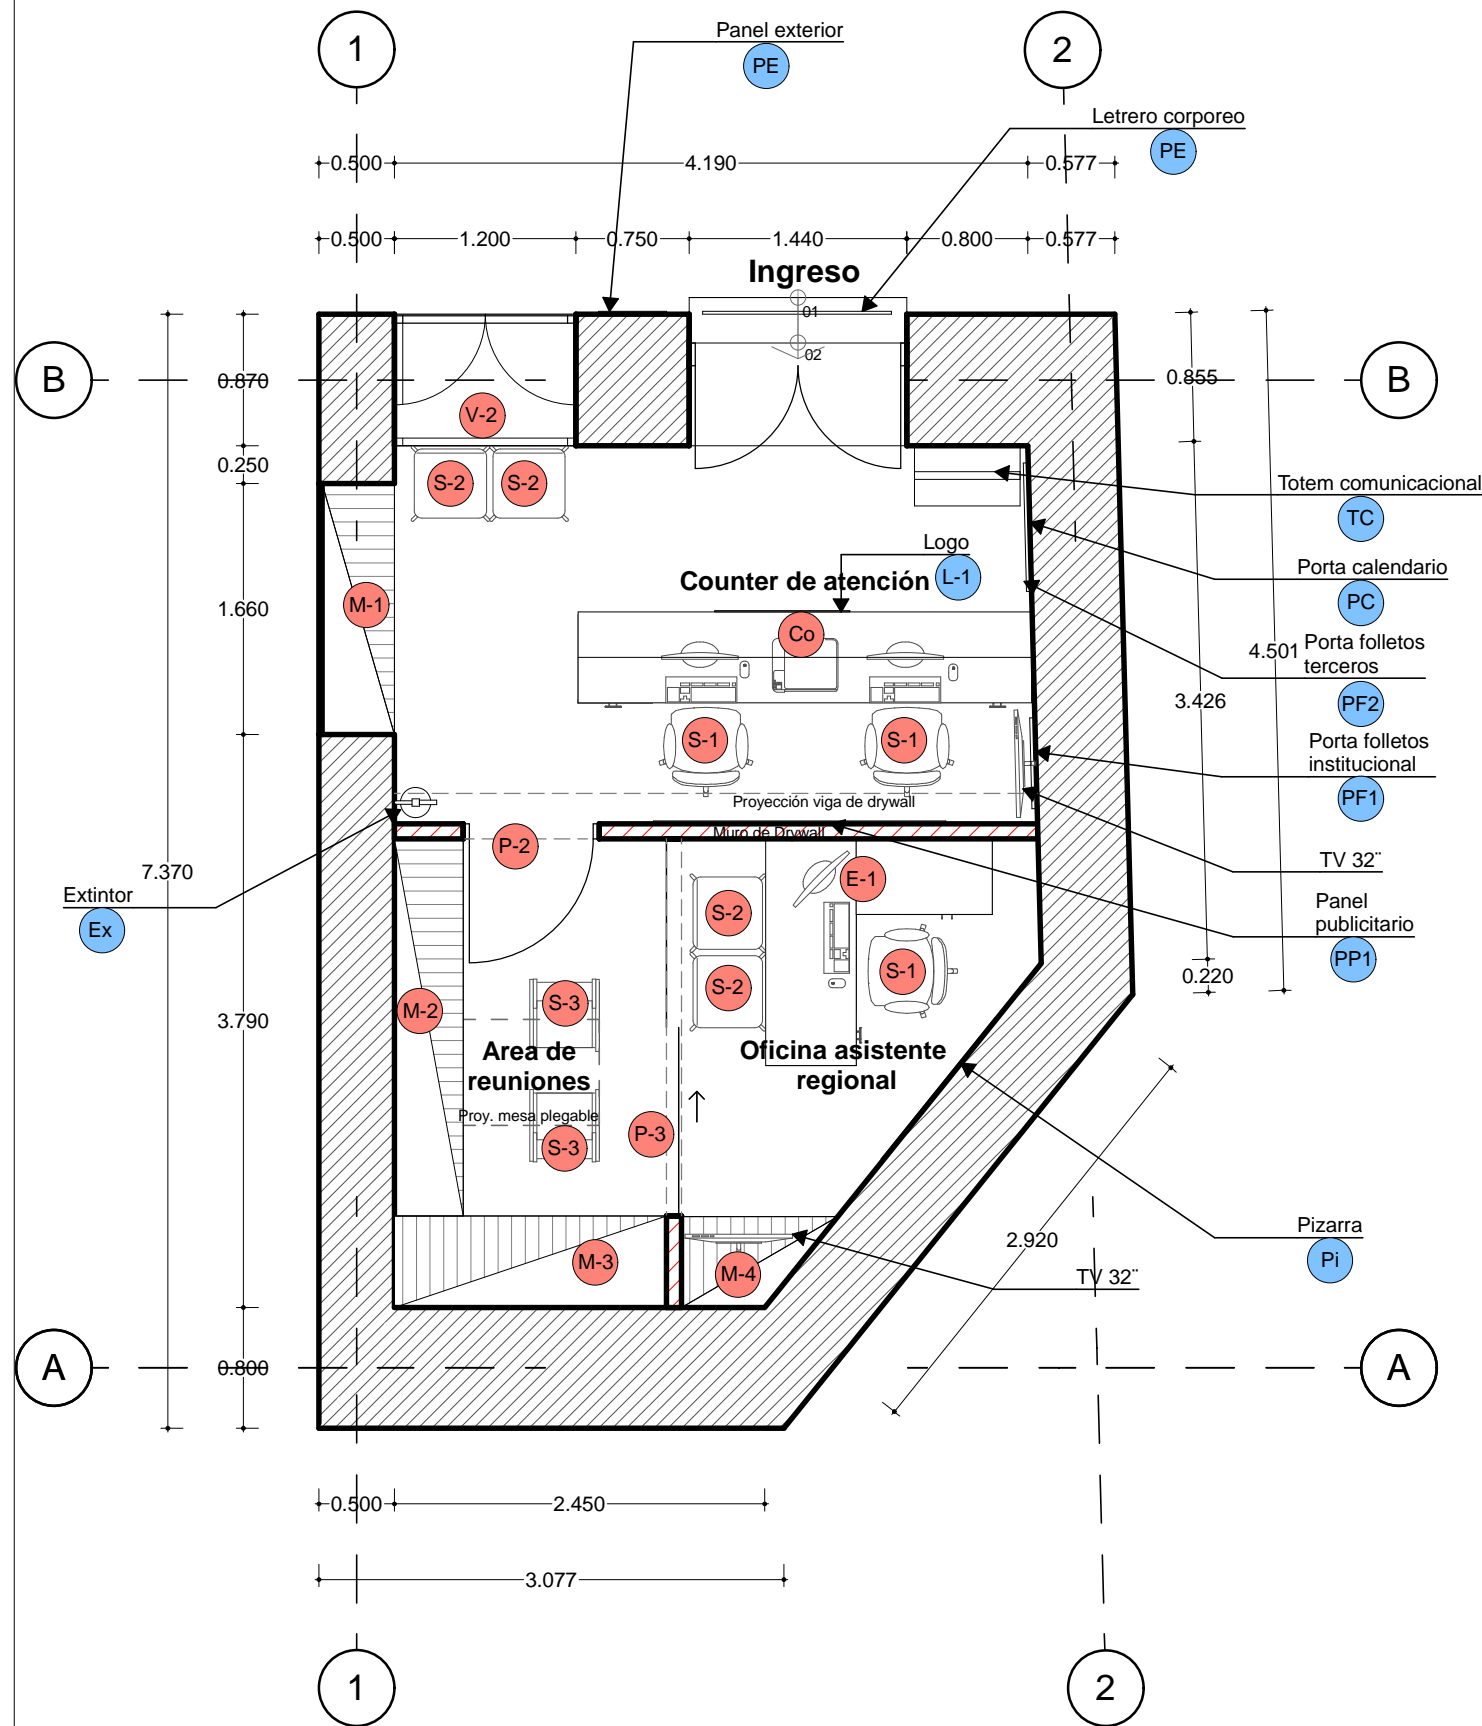 1
2
Panel exterior
PE
Letrero corporeo
PE
0.500
4.190
0.577
0.500
1.200
0.750
1.440
0.800
0.577
Ingreso
01
02
B
B
0.870
0.855
V-2
0.250
S-2
S-2
Totem comunicacional
TC
Logo
L-1
Counter de atención
Porta calendario
PC
M-1
1.660
Co
4.501
Porta folletos
terceros
PF2
3.426
S-1
S-1
Porta folletos
institucional
PF1
Proyección viga de drywall
Muro de Drywall
P-2
7.370
TV 32¨
E-1
Extintor
Ex
S-2
Panel
publicitario
PP1
S-1
0.220
S-2
S-3
M-2
3.790
Area de
reuniones
Oficina asistente
regional
Proy. mesa plegable
P-3
S-3
2.920
Pizarra
Pi
M-3
M-4
TV 32¨
A
0.800
A
0.500
2.450
3.077
1
2